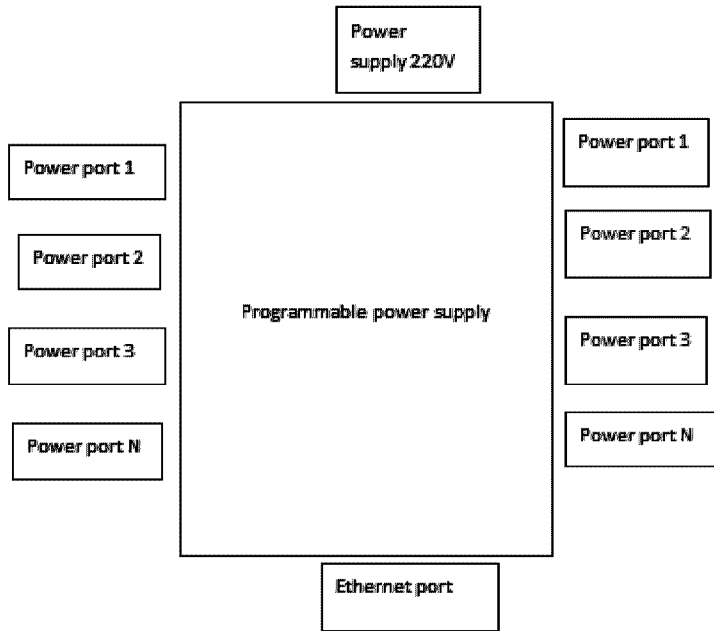 Power
supply 220V
Power port 1
Power port 1
Power port 2
Power port 2
Programmable power supply
Power port 3
Power port 3
Power port N
Power port N
Ethernet port